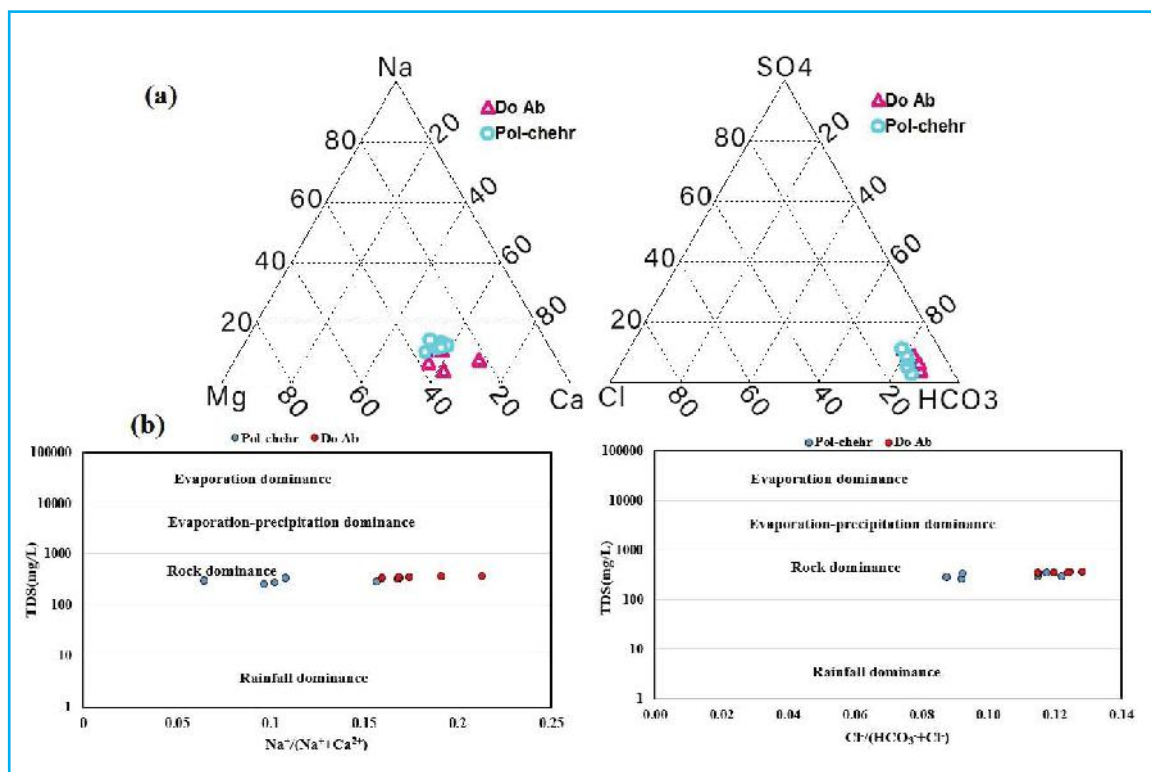 (a)
Na
Do Ab
Pol-chehr
80
20
60
40
40
60
20
80
Mg
80
60
40
20
Ca
SO4
Do Ab
Pol-chehr
80
20
60
40
40
60
20
80
Cl
80
60
40
20
HCO3
(b)
Pol-chehr Do Ab
100000
10000
1000
100
10
1
TDS(mg/L)
Evaporation dominance
Evaporation-precipitation dominance
Rock dominance
Rainfall dominance
0 0.05 0.1 0.15 0.2 0.25
Na⁺/(Na⁺+Ca²⁺)
Pol-chehr Do Ab
100000
10000
1000
100
10
1
TDS(mg/L)
Evaporation dominance
Evaporation-precipitation dominance
Rock dominance
Rainfall dominance
0.00 0.02 0.04 0.06 0.08 0.10 0.12 0.14
Cl⁻/(HCO₃⁻+Cl⁻)